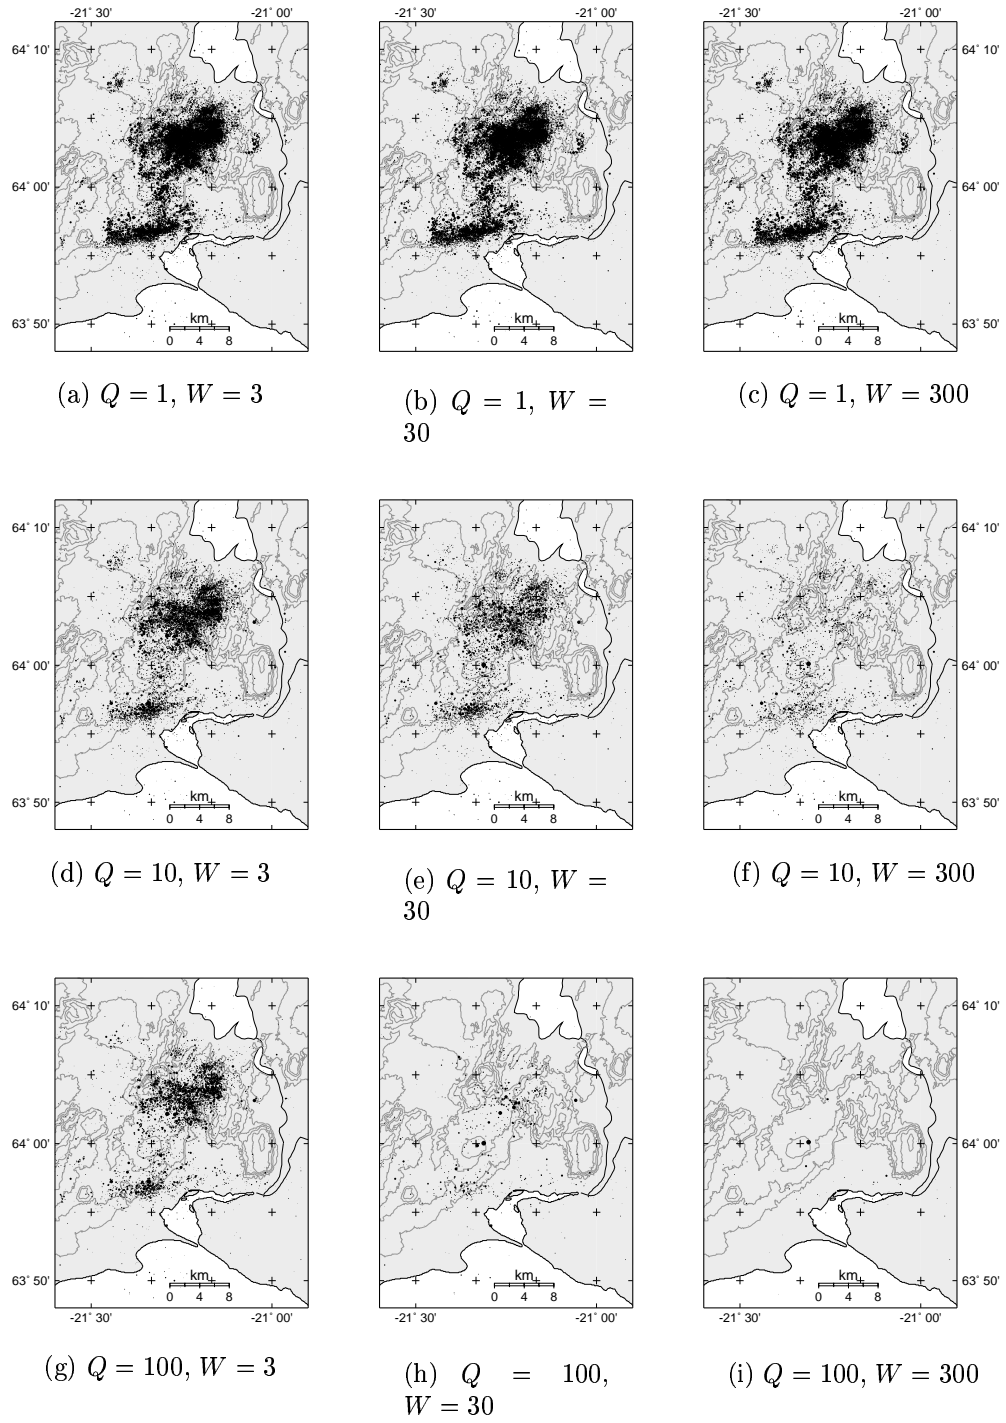 -21° 30' -21° 00' -21° 30' -21° 00' -21° 30' -21° 00'
64° 10' 64° 10'
64° 00' 64° 00'
km km km
63° 50' 63° 50'
0 4 8 0 4 8 0 4 8
(a) Q = 1, W = 3
(b) Q = 1, W =
30
(c) Q = 1, W = 300
64° 10' 64° 10'
64° 00' 64° 00'
km km km
63° 50' 63° 50'
0 4 8 0 4 8 0 4 8
(d) Q = 10, W = 3
(e) Q = 10, W =
30
(f) Q = 10, W = 300
64° 10' 64° 10'
64° 00' 64° 00'
km km km
63° 50' 63° 50'
0 4 8 0 4 8 0 4 8
-21° 30' -21° 00' -21° 30' -21° 00' -21° 30' -21° 00'
(g) Q = 100, W = 3
(h) Q = 100,
W = 30
(i) Q = 100, W = 300